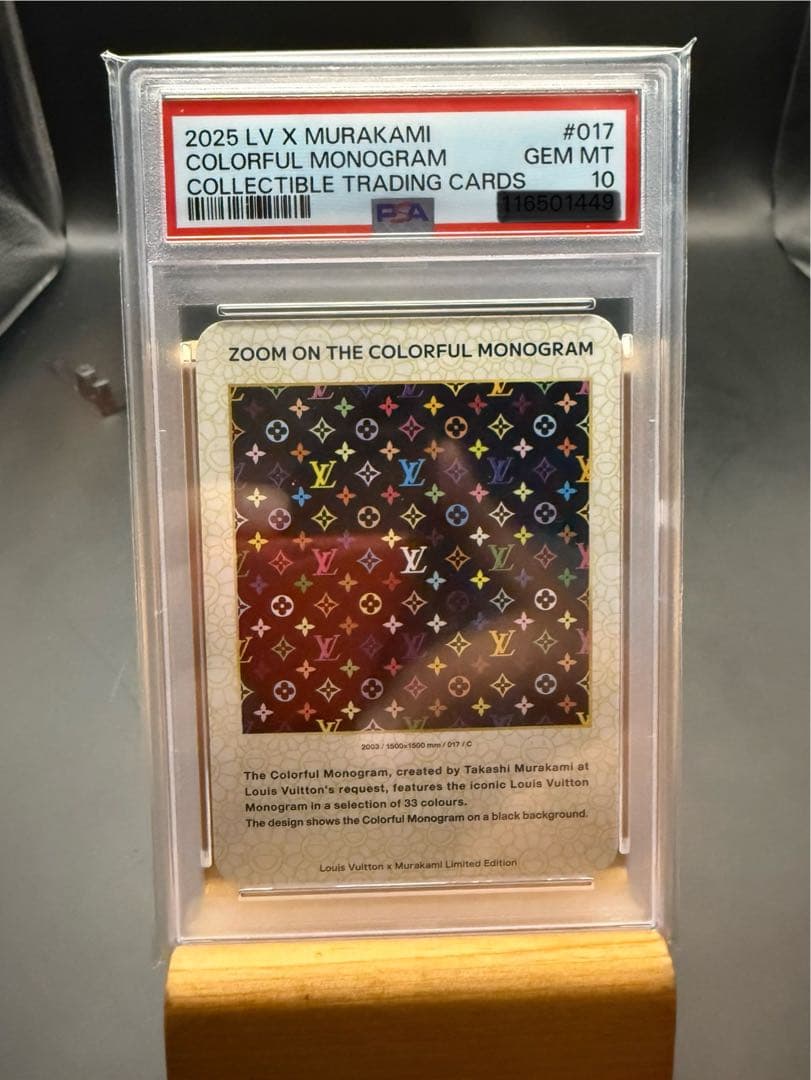 2025 LV X MURAKAMI #017
COLORFUL MONOGRAM GEM MT
COLLECTIBLE TRADING CARDS 10
PSA 116501449
ZOOM ON THE COLORFUL MONOGRAM
2003 / 1500x1500 mm / 017 / C
The Colorful Monogram, created by Takashi Murakami at
Louis Vuitton's request, features the iconic Louis Vuitton
Monogram in a selection of 33 colours.
The design shows the Colorful Monogram on a black background.
Louis Vuitton x Murakami Limited Edition